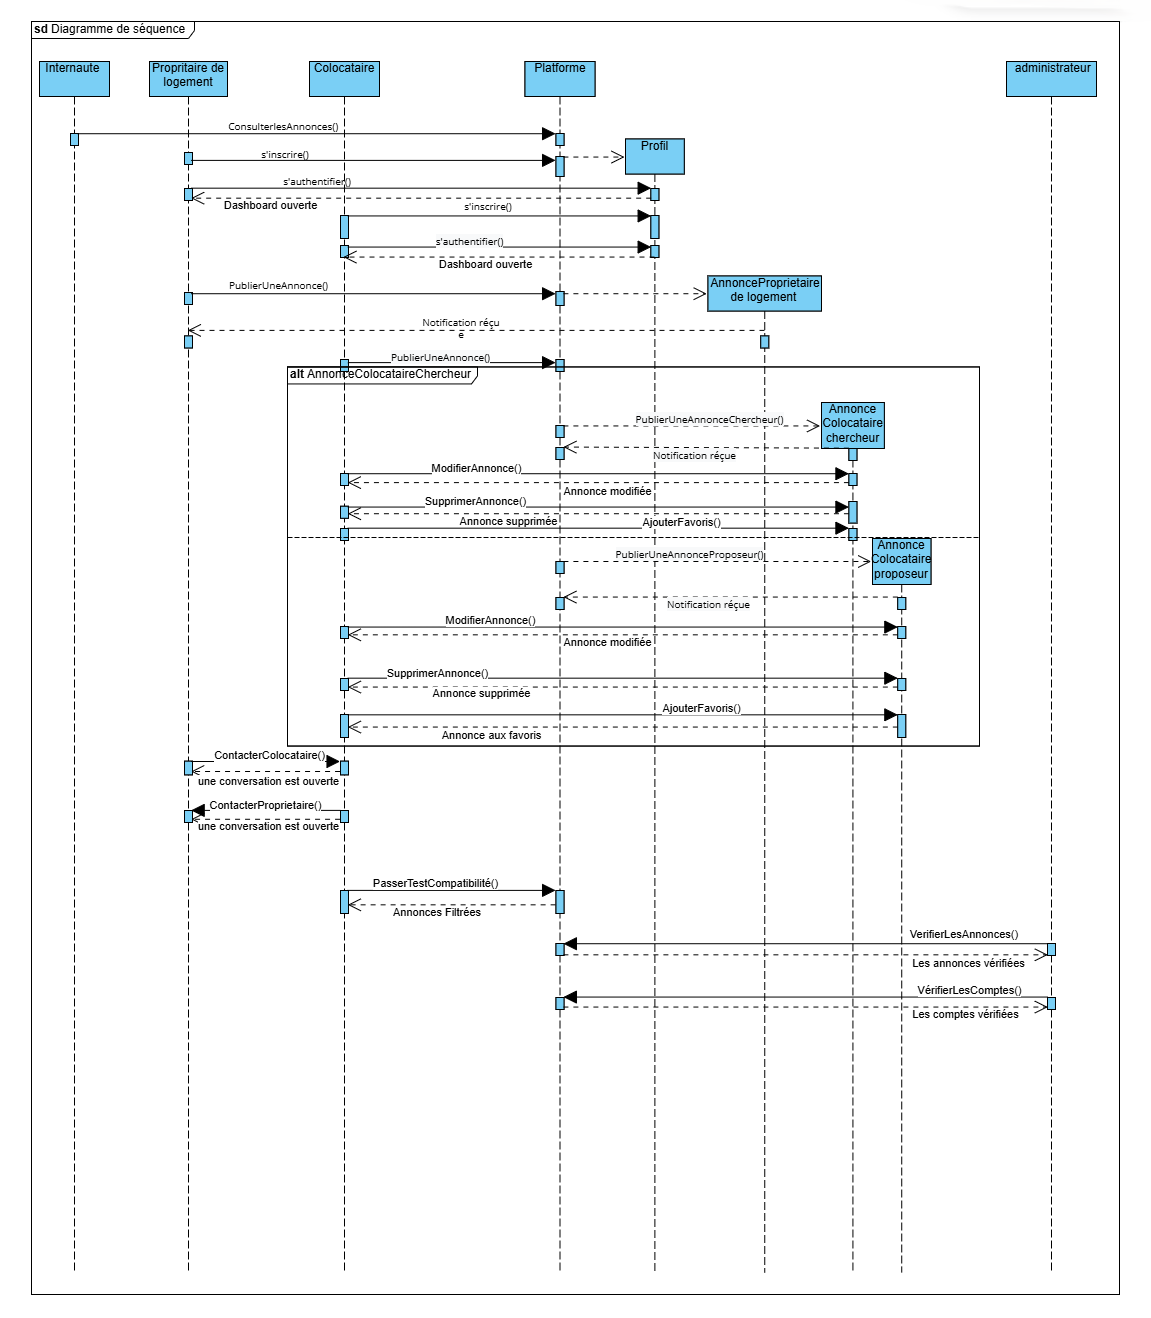 sd Diagramme de séquence
Internaute
Propritaire de
logement
Colocataire
Platforme
administrateur
ConsulterlesAnnonces()
Profil
s'inscrire()
s'authentifier()
Dashboard ouverte
s'inscrire()
s'authentifier()
Dashboard ouverte
AnnonceProprietaire
de logement
PublierUneAnnonce()
Notification réçu
e
PublierUneAnnonce()
alt AnnonceColocataireChercheur
Annonce
Colocataire
chercheur
PublierUneAnnonceChercheur()
Notification réçue
ModifierAnnonce()
Annonce modifiée
SupprimerAnnonce()
Annonce supprimée
AjouterFavoris()
Annonce
Colocataire
proposeur
PublierUneAnnonceProposeur()
Notification réçue
ModifierAnnonce()
Annonce modifiée
SupprimerAnnonce()
Annonce supprimée
AjouterFavoris()
Annonce aux favoris
ContacterColocataire()
une conversation est ouverte
ContacterProprietaire()
une conversation est ouverte
PasserTestCompatibilité()
Annonces Filtrées
VerifierLesAnnonces()
Les annonces vérifiées
VérifierLesComptes()
Les comptes vérifiées